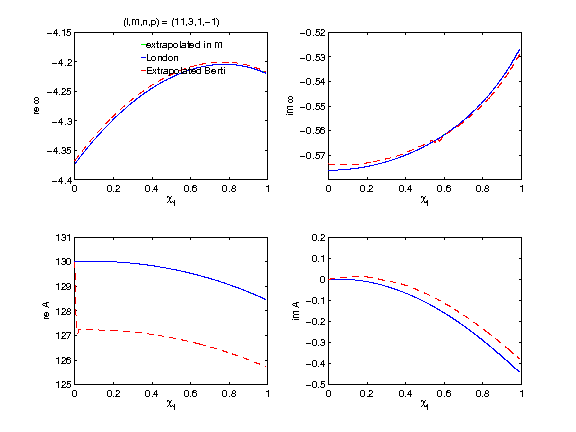 (l,m,n,p) = (11,3,1,−1)
−4.15
−4.2
−4.25
−4.3
−4.35
−4.4
re ω
extrapolated in m
London
Extrapolated Berti
0 0.2 0.4 0.6 0.8 1
χf
−0.52
−0.53
−0.54
−0.55
−0.56
−0.57
im ω
0 0.2 0.4 0.6 0.8 1
χf
131
130
129
128
127
126
125
re A
0 0.2 0.4 0.6 0.8 1
χf
0.2
0.1
0
−0.1
−0.2
−0.3
−0.4
−0.5
im A
0 0.2 0.4 0.6 0.8 1
χf